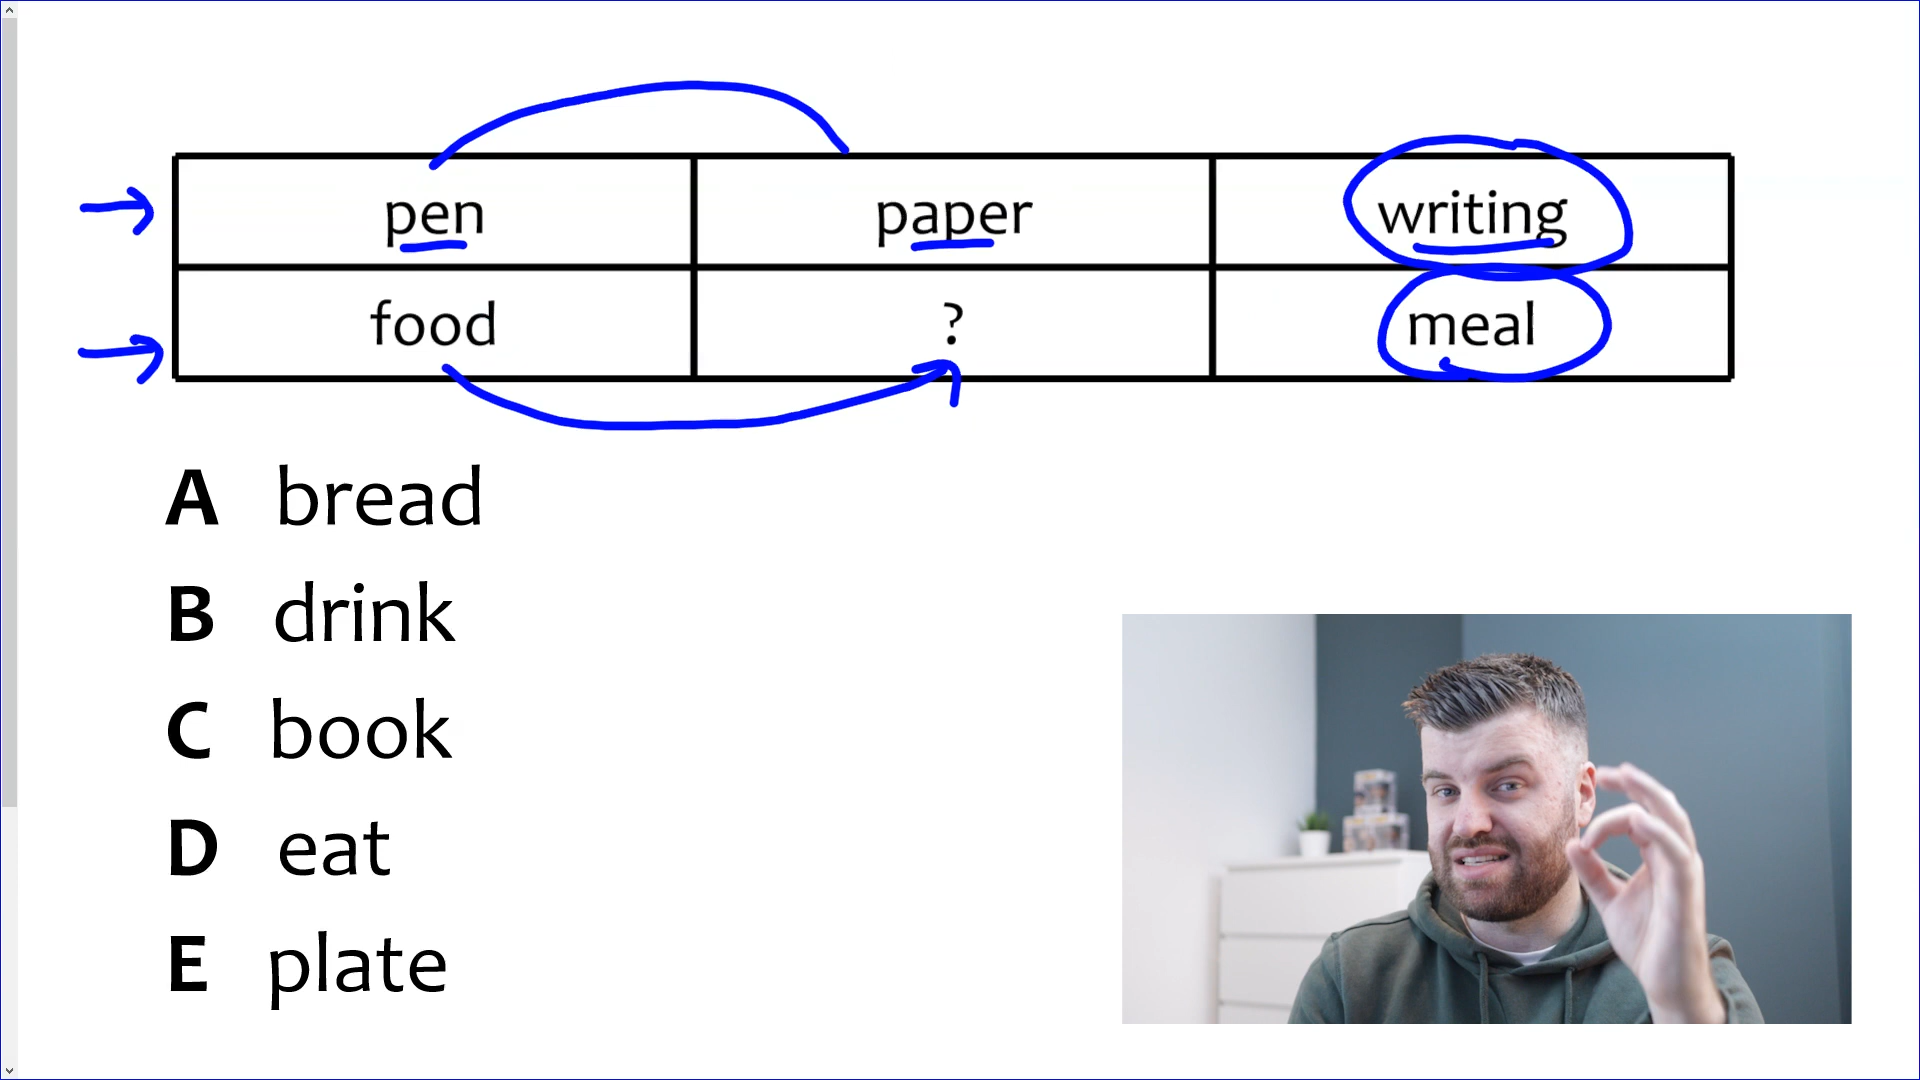 pen paper writing
food ? meal
A bread
B drink
C book
D eat
E plate